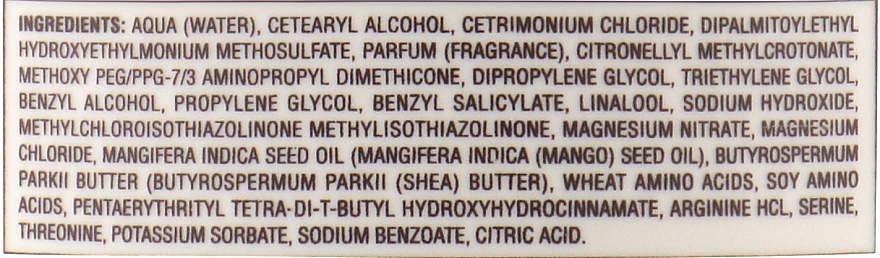 INGREDIENTS: AQUA (WATER), CETEARYL ALCOHOL, CETRIMONIUM CHLORIDE, DIPALMITOYLETHYL
HYDROXYETHYLMONIUM METHOSULFATE, PARFUM (FRAGRANCE), CITRONELLYL METHYLCROTONATE,
METHOXY PEG/PPG-7/3 AMINOPROPYL DIMETHICONE, DIPROPYLENE GLYCOL, TRIETHYLENE GLYCOL,
BENZYL ALCOHOL, PROPYLENE GLYCOL, BENZYL SALICYLATE, LINALOOL, SODIUM HYDROXIDE,
METHYLCHLOROISOTHIAZOLINONE METHYLISOTHIAZOLINONE, MAGNESIUM NITRATE, MAGNESIUM
CHLORIDE, MANGIFERA INDICA SEED OIL (MANGIFERA INDICA (MANGO) SEED OIL), BUTYROSPERMUM
PARKII BUTTER (BUTYROSPERMUM PARKII (SHEA) BUTTER), WHEAT AMINO ACIDS, SOY AMINO
ACIDS, PENTAERYTHRITYL TETRA-DI-T-BUTYL HYDROXYHYDROCINNAMATE, ARGININE HCL, SERINE,
THREONINE, POTASSIUM SORBATE, SODIUM BENZOATE, CITRIC ACID.